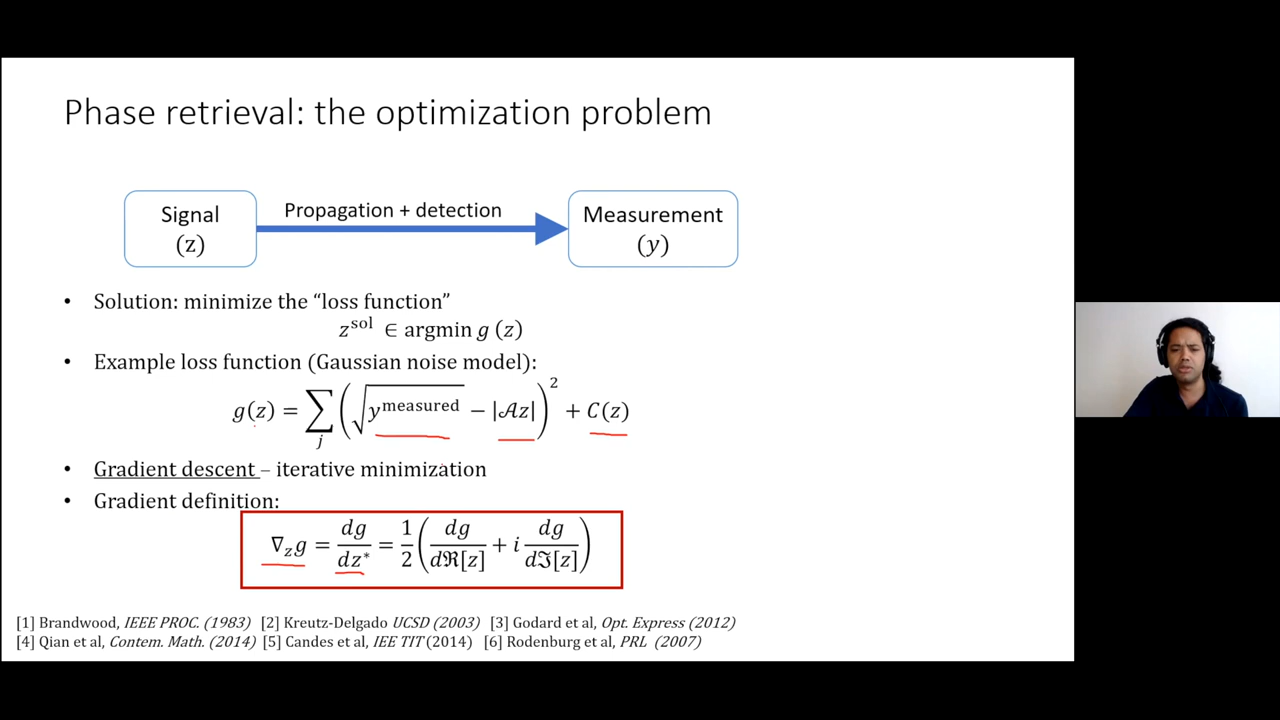 Phase retrieval: the optimization problem
Signal
(z)
Propagation + detection
Measurement
(y)
• Solution: minimize the “loss function”
z^sol ∈ argmin g (z)
• Example loss function (Gaussian noise model):
g(z) = ∑_j (√(y^measured) − |𝒜z|)^2 + C(z)
• Gradient descent – iterative minimization
• Gradient definition:
∇_z g = dg/dz* = 1/2 (dg/dℜ[z] + i dg/dℑ[z])
[1] Brandwood, IEEE PROC. (1983) [2] Kreutz-Delgado UCSD (2003) [3] Godard et al, Opt. Express (2012)
[4] Qian et al, Contem. Math. (2014) [5] Candes et al, IEE TIT (2014) [6] Rodenburg et al, PRL (2007)